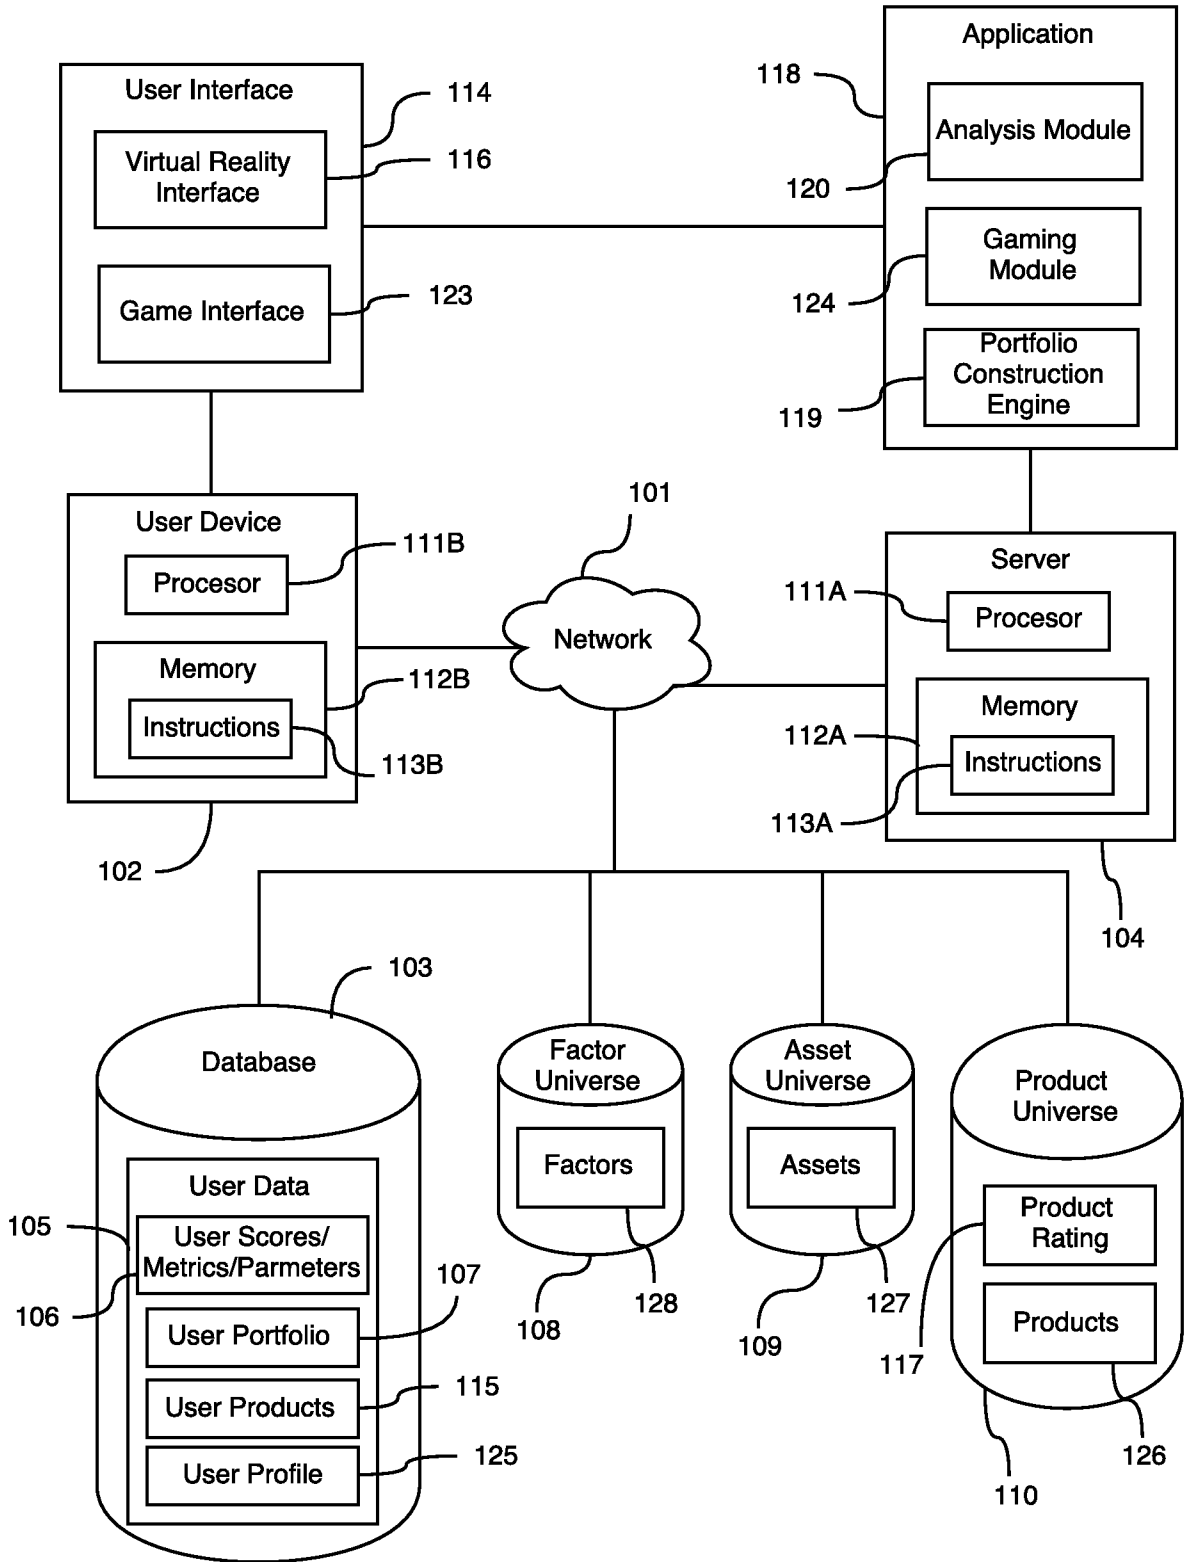 Application
User Interface
114
118
Analysis Module
Virtual Reality
Interface
116
120
Gaming
Module
Game Interface
123
124
Portfolio
Construction
Engine
119
101
User Device
111B
Procesor
Server
111A
Procesor
Network
Memory
112B
Instructions
113B
Memory
112A
Instructions
113A
102
104
103
Database
Factor
Universe
Asset
Universe
Product
Universe
Factors
Assets
User Data
105
User Scores/
Metrics/Parmeters
106
Product
Rating
107
128
127
User Portfolio
108
109
117
Products
115
User Products
125
User Profile
126
110